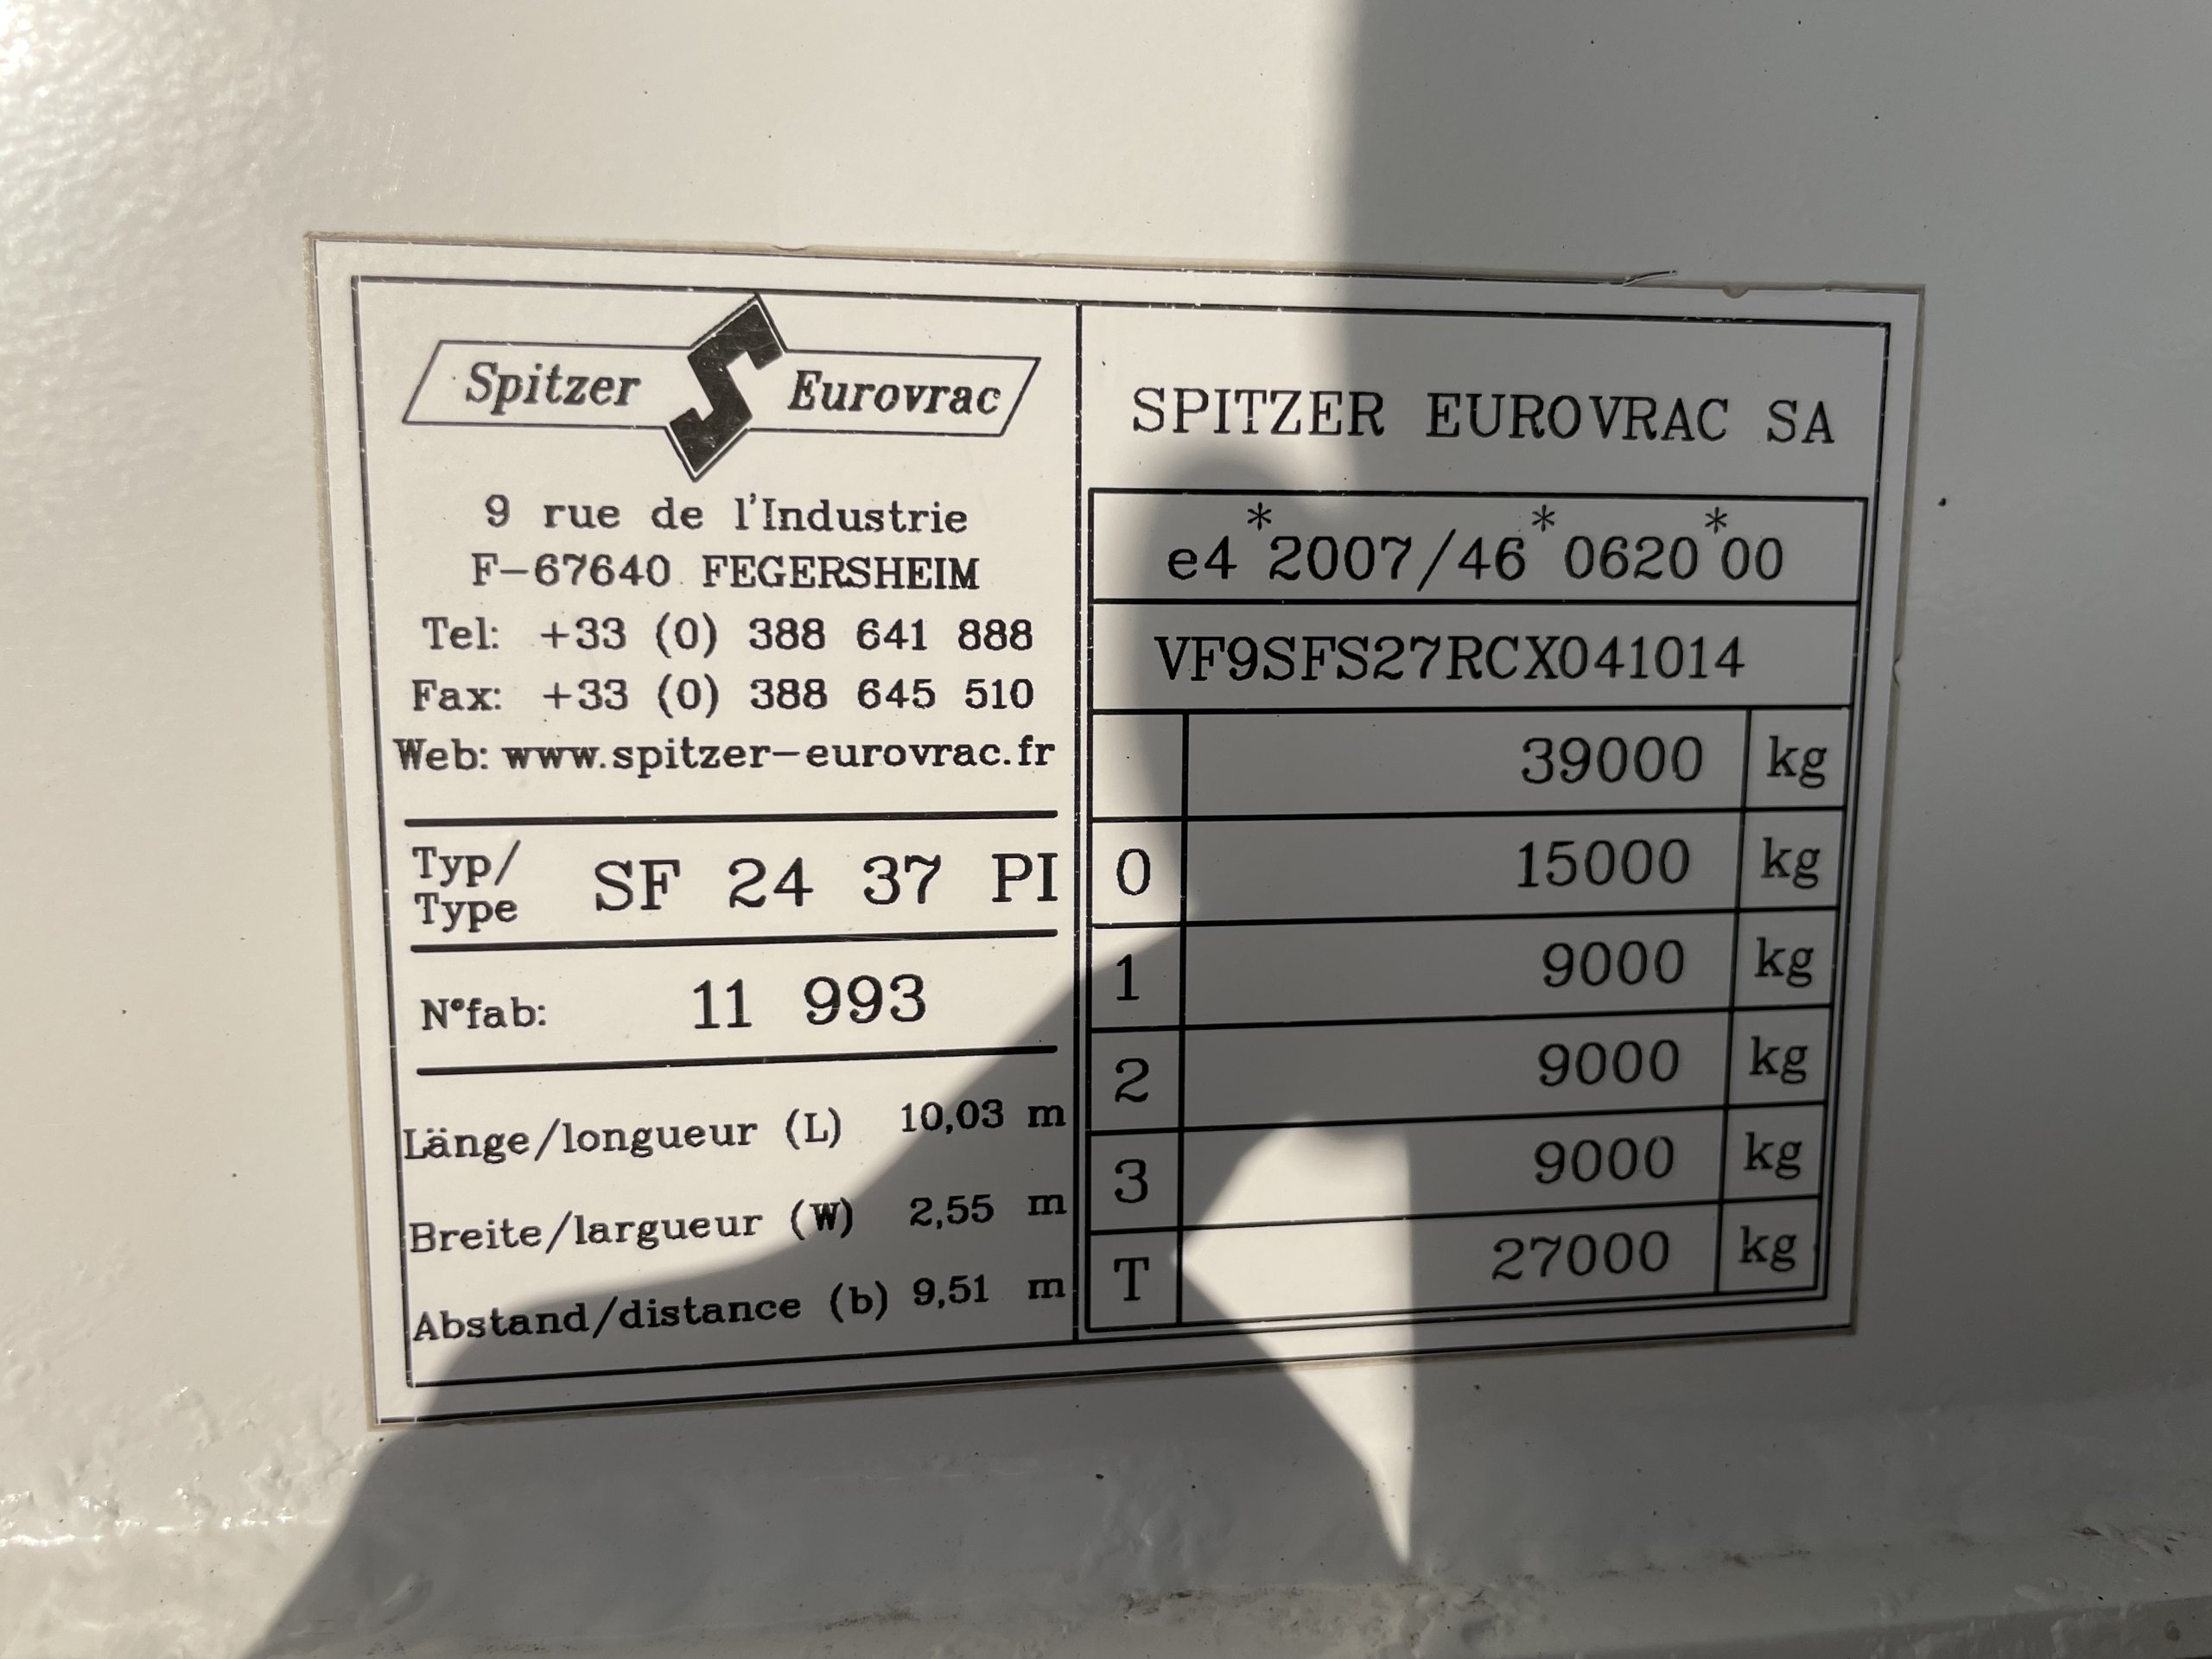 Spitzer S Eurovrac
9 rue de l'Industrie
F-67640 FEGERSHEIM
Tel: +33 (0) 388 641 888
Fax: +33 (0) 388 645 510
Web: www.spitzer-eurovrac.fr
Typ/
Type SF 24 37 PI
N°fab: 11 993
Länge/longueur (L) 10,03 m
Breite/largueur (W) 2,55 m
Abstand/distance (b) 9,51 m
SPITZER EUROVRAC SA
e4*2007/46*0620*00
VF9SFS27RCX041014
39000 kg
0 15000 kg
1 9000 kg
2 9000 kg
3 9000 kg
T 27000 kg